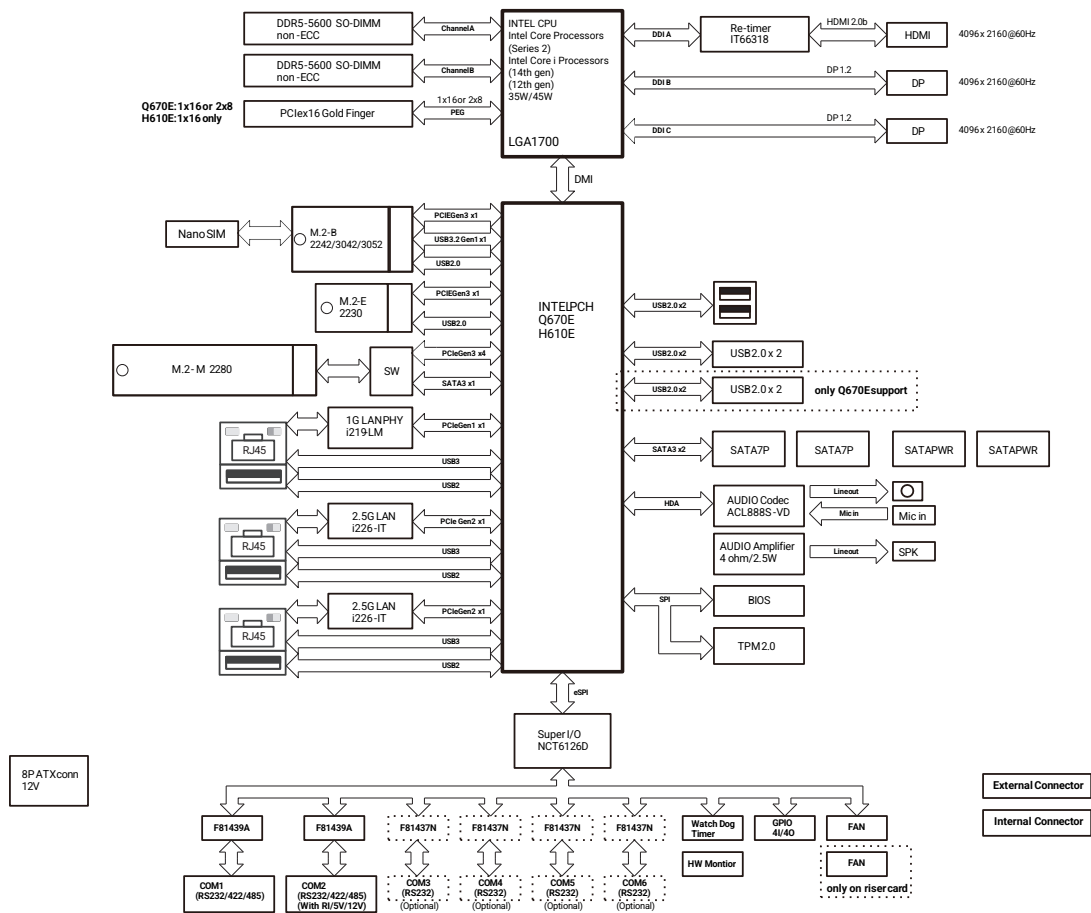 DDR5-5600 SO-DIMM
non-ECC
ChannelA
DDR5-5600 SO-DIMM
non-ECC
ChannelB
Q670E:1x16 or 2x8
H610E:1x16 only
PCIex16 Gold Finger
1x16 or 2x8
PEG
INTEL CPU
Intel Core Processors
(Series 2)
Intel Core i Processors
(14th gen)
(12th gen)
35W/45W
LGA1700
DDI A
Re-timer
IT66318
HDMI 2.0b
HDMI
4096x 2160@60Hz
DDI B
DP 1.2
DP
4096x 2160@60Hz
DDI C
DP 1.2
DP
4096x 2160@60Hz
DMI
Nano SIM
M.2-B
2242/3042/3052
PCIEGen3 x1
USB3.2 Gen1 x1
USB2.0
M.2-E
2230
PCIEGen3 x1
USB2.0
M.2-M 2280
SW
PCIeGen3 x4
SATA3 x1
RJ45
1G LANPHY
i219-LM
PCIeGen1 x1
USB3
USB2
RJ45
2.5G LAN
i226-IT
PCIe Gen2 x1
USB3
USB2
RJ45
2.5G LAN
i226-IT
PCIeGen2 x1
USB3
USB2
INTELPCH
Q670E
H610E
USB2.0 x2
USB2.0 x2
USB2.0 x 2
USB2.0 x2
USB2.0 x 2
only Q670E support
SATA3 x2
SATA7P
SATA7P
SATAPWR
SATAPWR
HDA
AUDIO Codec
ACL888S-VD
Lineout
Mic in
Mic in
AUDIO Amplifier
4 ohm/2.5W
Lineout
SPK
SPI
BIOS
TPM2.0
eSPI
Super I/O
NCT6126D
8P ATXconn
12V
External Connector
Internal Connector
F81439A
F81439A
F81437N
F81437N
F81437N
F81437N
Watch Dog
Timer
GPIO
4I/4O
FAN
HW Montior
FAN
only on riser card
COM1
(RS232/422/485)
COM2
(RS232/422/485)
(With RI/5V/12V)
COM3
(RS232)
(Optional)
COM4
(RS232)
(Optional)
COM5
(RS232)
(Optional)
COM6
(RS232)
(Optional)